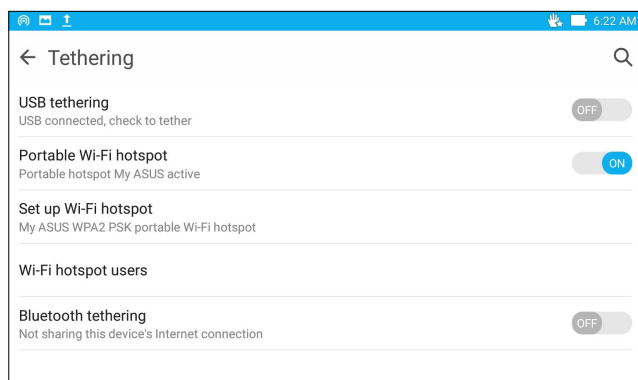 6:22 AM
Tethering
USB tethering
USB connected, check to tether
OFF
Portable Wi-Fi hotspot
Portable hotspot My ASUS active
ON
Set up Wi-Fi hotspot
My ASUS WPA2 PSK portable Wi-Fi hotspot
Wi-Fi hotspot users
Bluetooth tethering
Not sharing this device's Internet connection
OFF